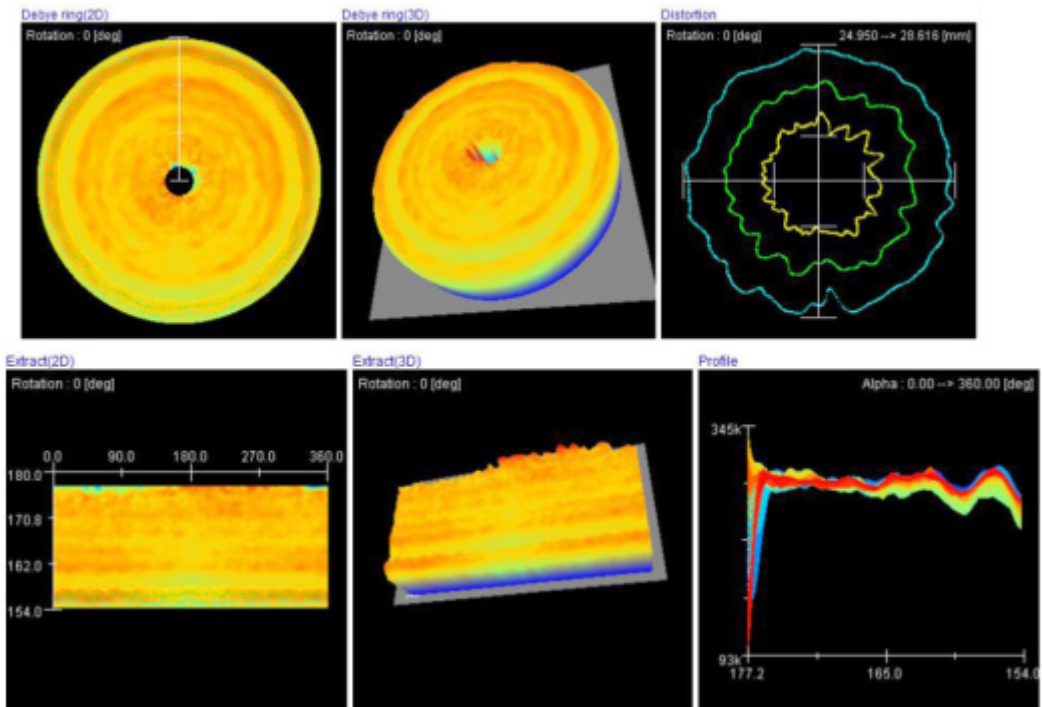 Debye ring(2D)
Debye ring(3D)
Distortion
Rotation : 0 [deg]
Rotation : 0 [deg]
Rotation : 0 [deg]
24.950 --> 28.616 [mm]
Extract(2D)
Extract(3D)
Profile
Rotation : 0 [deg]
Rotation : 0 [deg]
Alpha : 0.00 --> 360.00 [deg]
345k
0.0 90.0 180.0 270.0 360.0
180.0
170.8
162.0
154.0
93k
177.2 165.0 154.0